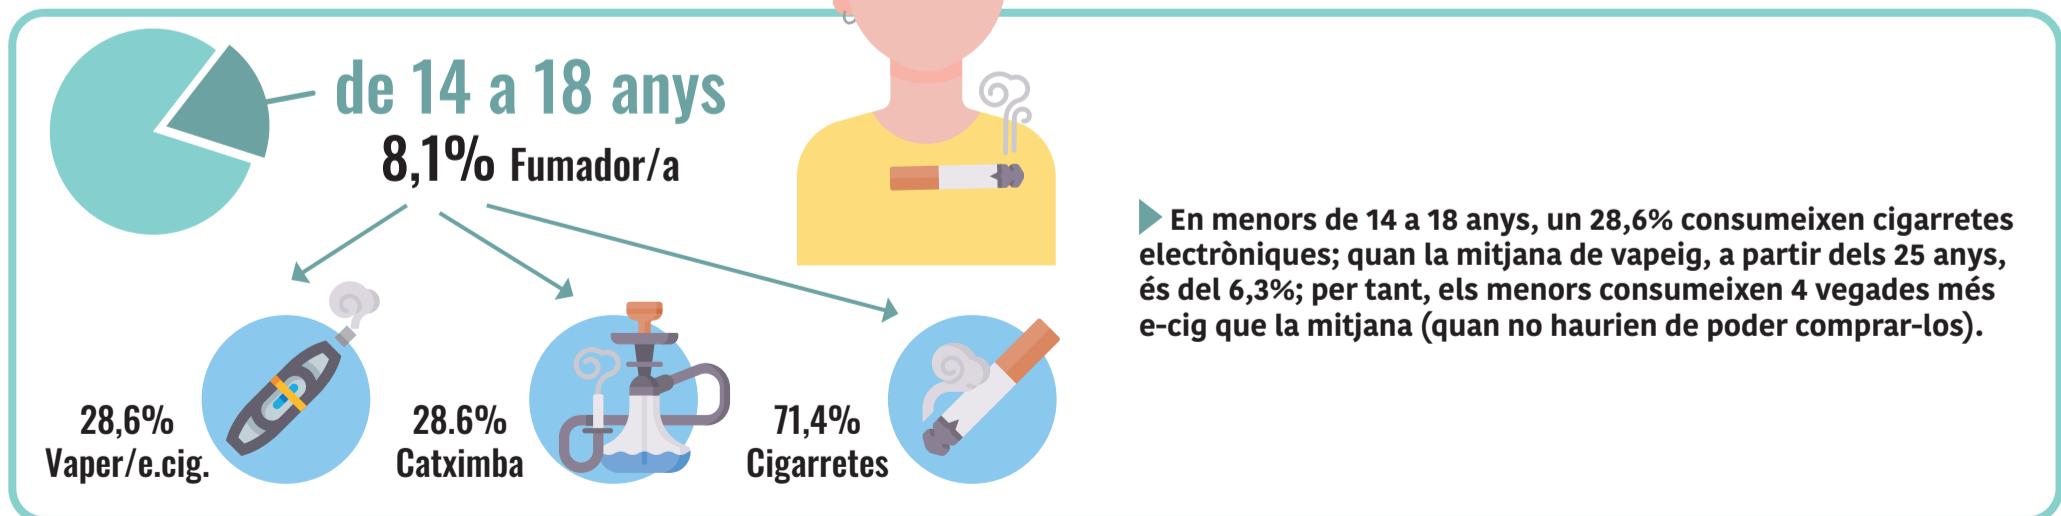 de 14 a 18 anys
8,1% Fumador/a
28,6%
Vaper/e.cig.
28.6%
Catximba
71,4%
Cigarretes
En menors de 14 a 18 anys, un 28,6% consumeixen cigarretes
electròniques; quan la mitjana de vapeig, a partir dels 25 anys,
és del 6,3%; per tant, els menors consumeixen 4 vegades més
e-cig que la mitjana (quan no haurien de poder comprar-los).